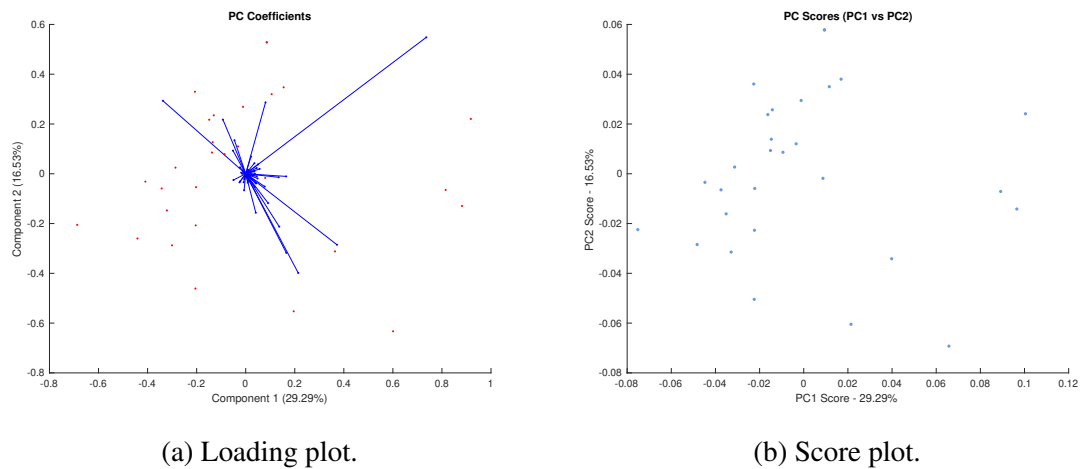 PC Coefficients
0.6
0.4
0.2
0
-0.2
-0.4
-0.6
-0.8
Component 2 (16.53%)
-0.8 -0.6 -0.4 -0.2 0 0.2 0.4 0.6 0.8 1
Component 1 (29.29%)
(a) Loading plot.
PC Scores (PC1 vs PC2)
0.06
0.04
0.02
0
-0.02
-0.04
-0.06
-0.08
PC2 Score - 16.53%
-0.08 -0.06 -0.04 -0.02 0 0.02 0.04 0.06 0.08 0.1 0.12
PC1 Score - 29.29%
(b) Score plot.